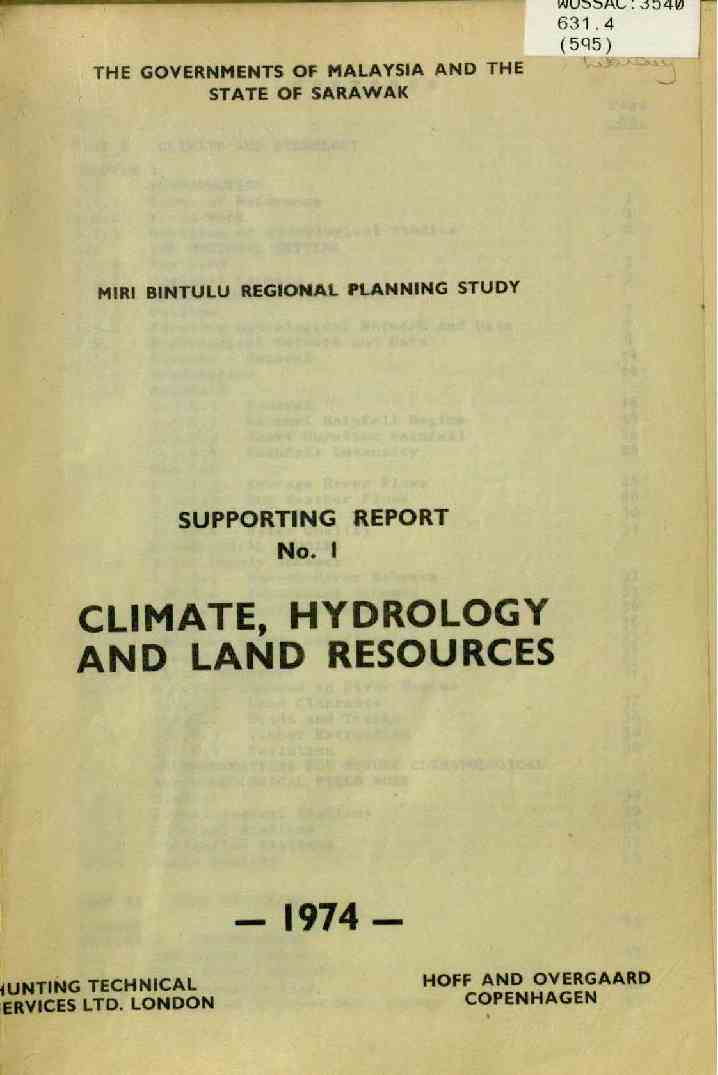 WOSSAC:3540
631.4
(595)
THE GOVERNMENTS OF MALAYSIA AND THE
STATE OF SARAWAK
MIRI BINTULU REGIONAL PLANNING STUDY
SUPPORTING REPORT
No. I
CLIMATE, HYDROLOGY
AND LAND RESOURCES
— 1974 —
HUNTING TECHNICAL
SERVICES LTD. LONDON
HOFF AND OVERGAARD
COPENHAGEN